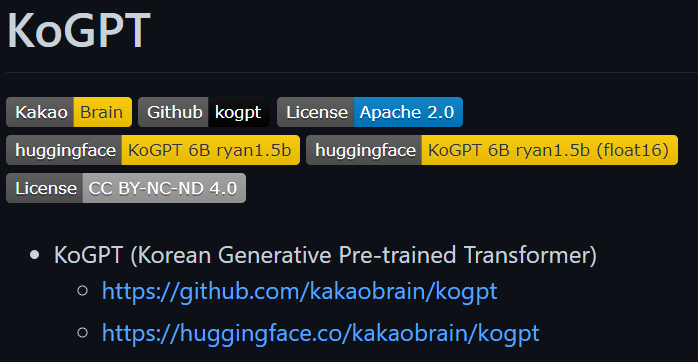 KoGPT
Kakao Brain Github kogpt License Apache 2.0
huggingface KoGPT 6B ryan1.5b huggingface KoGPT 6B ryan1.5b (float16)
License CC BY-NC-ND 4.0
KoGPT (Korean Generative Pre-trained Transformer)
https://github.com/kakaobrain/kogpt
https://huggingface.co/kakaobrain/kogpt